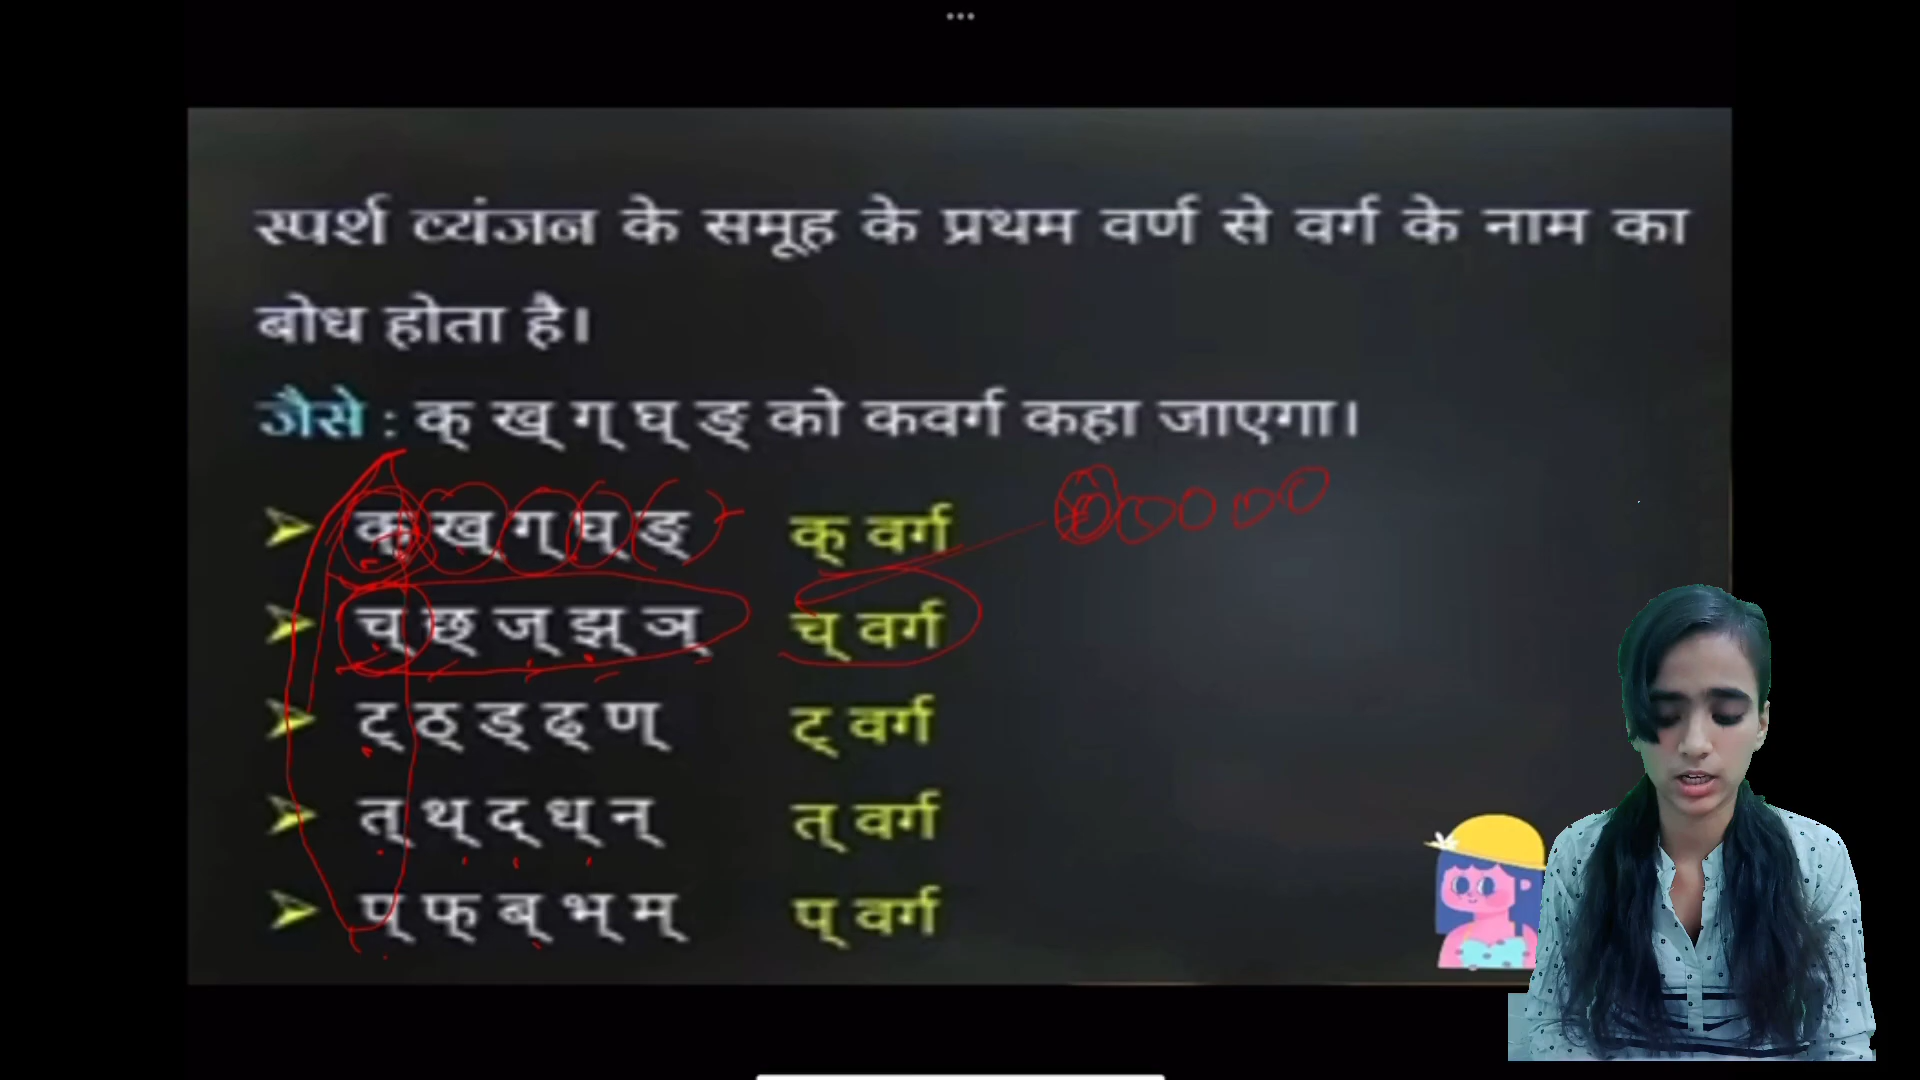 स्पर्श व्यंजन के समूह के प्रथम वर्ण से वर्ग के नाम का
बोध होता है।
जैसे : क् ख् ग् घ् ङ् को कवर्ग कहा जाएगा।
क् ख् ग् घ् ङ् क् वर्ग
च् छ् ज् झ् ञ् च् वर्ग
ट् ठ् ड् ढ् ण् ट् वर्ग
त् थ् द् ध् न् त् वर्ग
प् फ् ब् भ् म् प् वर्ग